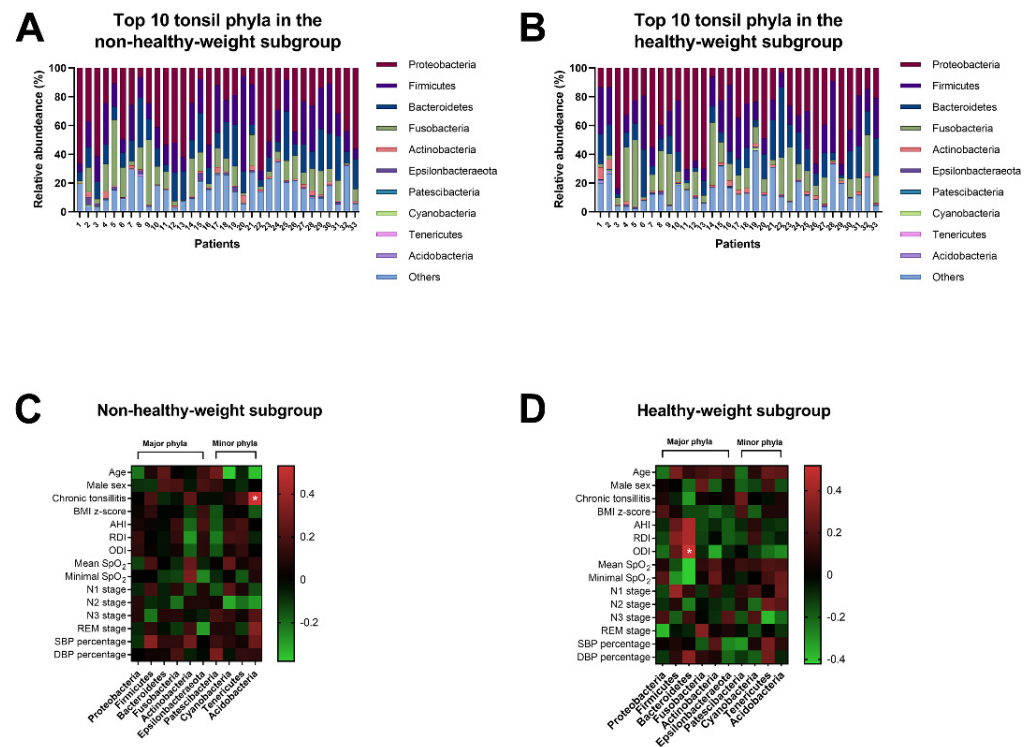 A
Top 10 tonsil phyla in the
non-healthy-weight subgroup
Relative abundeance (%)
100
80
60
40
20
0
Patients
Proteobacteria
Firmicutes
Bacteroidetes
Fusobacteria
Actinobacteria
Epsilonbacteraeota
Patescibacteria
Cyanobacteria
Tenericutes
Acidobacteria
Others
B
Top 10 tonsil phyla in the
healthy-weight subgroup
Relative abundance (%)
100
80
60
40
20
0
Patients
Proteobacteria
Firmicutes
Bacteroidetes
Fusobacteria
Actinobacteria
Epsilonbacteraeota
Patescibacteria
Cyanobacteria
Tenericutes
Acidobacteria
Others
C
Non-healthy-weight subgroup
Major phyla
Minor phyla
Age
Male sex
Chronic tonsillitis
BMI z-score
AHI
RDI
ODI
Mean SpO₂
Minimal SpO₂
N1 stage
N2 stage
N3 stage
REM stage
SBP percentage
DBP percentage
*
0.4
0.2
0
-0.2
Proteobacteria
Firmicutes
Bacteroidetes
Fusobacteria
Actinobacteria
Epsilonbacteraeota
Patescibacteria
Cyanobacteria
Tenericutes
Acidobacteria
D
Healthy-weight subgroup
Major phyla
Minor phyla
Age
Male sex
Chronic tonsillitis
BMI z-score
AHI
RDI
ODI
Mean SpO₂
Minimal SpO₂
N1 stage
N2 stage
N3 stage
REM stage
SBP percentage
DBP percentage
*
0.4
0.2
0
-0.2
-0.4
Proteobacteria
Firmicutes
Bacteroidetes
Fusobacteria
Actinobacteria
Epsilonbacteraeota
Patescibacteria
Cyanobacteria
Tenericutes
Acidobacteria